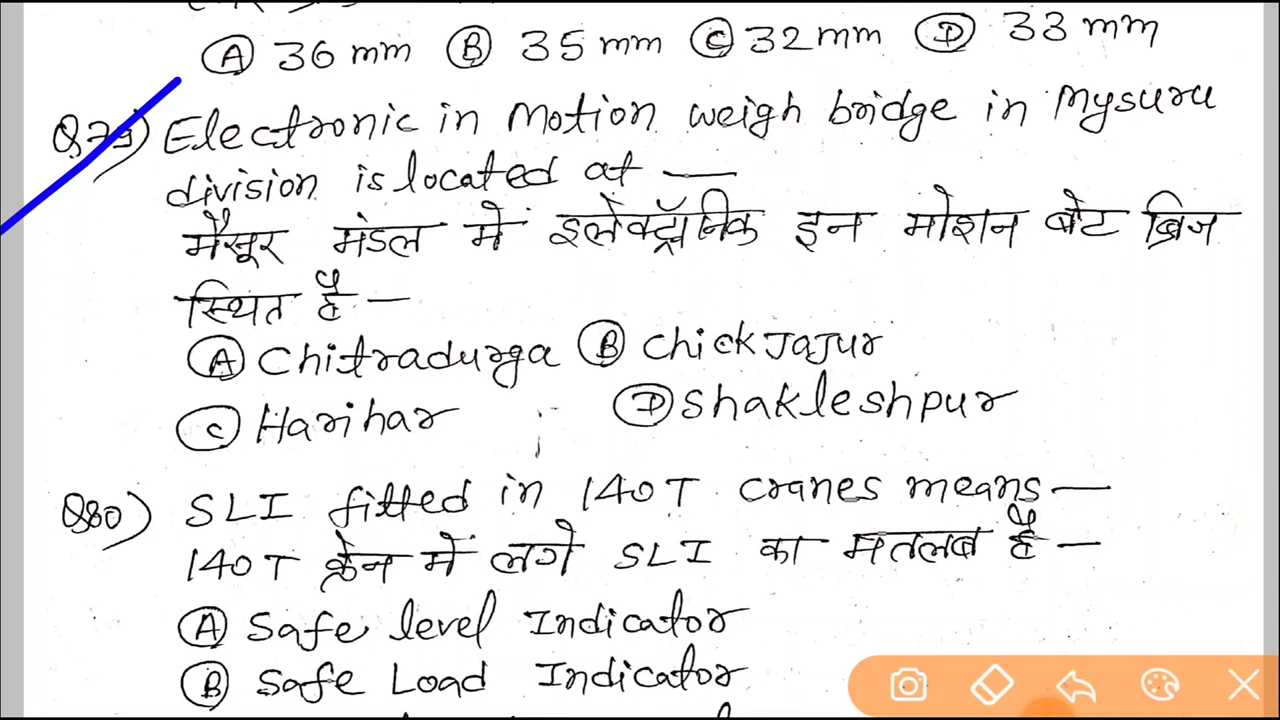 Ⓐ 36 mm Ⓑ 35 mm Ⓒ 32 mm Ⓓ 33 mm
Q79) Electronic in motion weigh bridge in Mysuru
division is located at —
मैसूर मंडल में इलेक्ट्रॉनिक इन मोशन वेट ब्रिज
स्थित है —
Ⓐ Chitradurga Ⓑ Chickjajur
Ⓒ Harihar Ⓓ Shakleshpur
Q80) SLI fitted in 140T cranes means —
140T क्रेन में लगे SLI का मतलब है —
Ⓐ Safe level Indicator
Ⓑ Safe Load Indicator